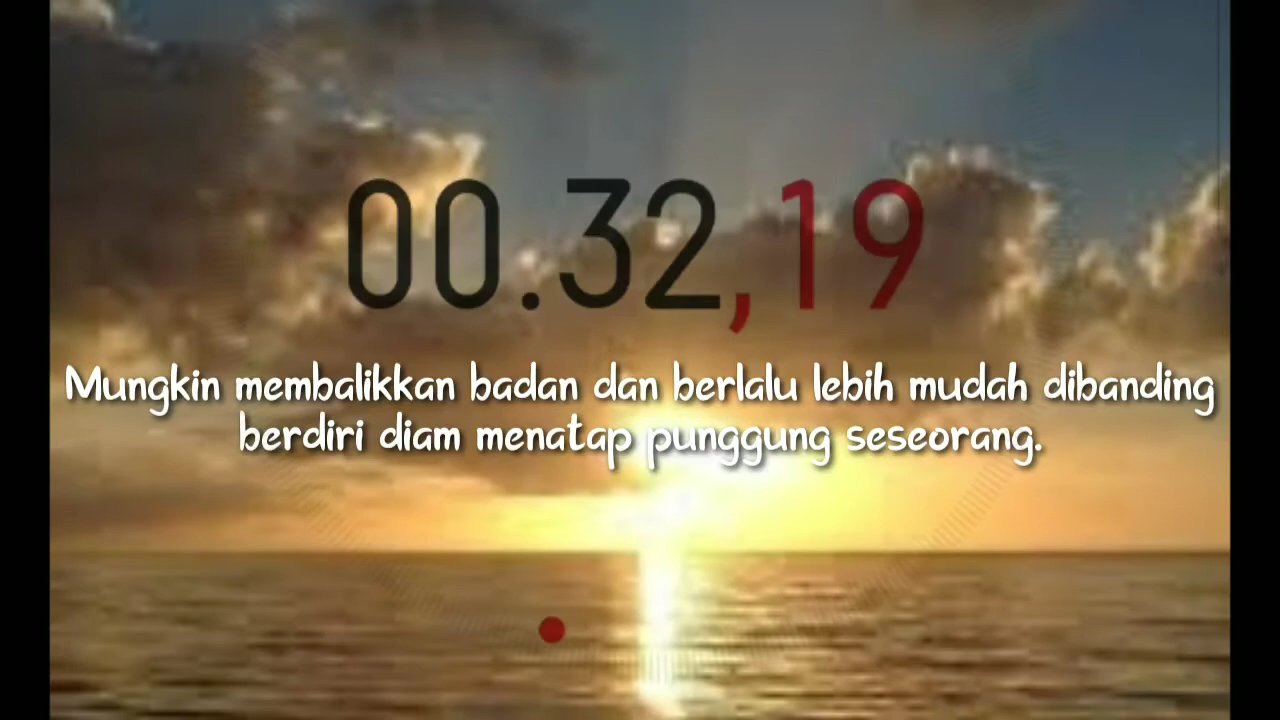 00.32,19
Mungkin membalikkan badan dan berlalu lebih mudah dibanding
berdiri diam menatap punggung seseorang.